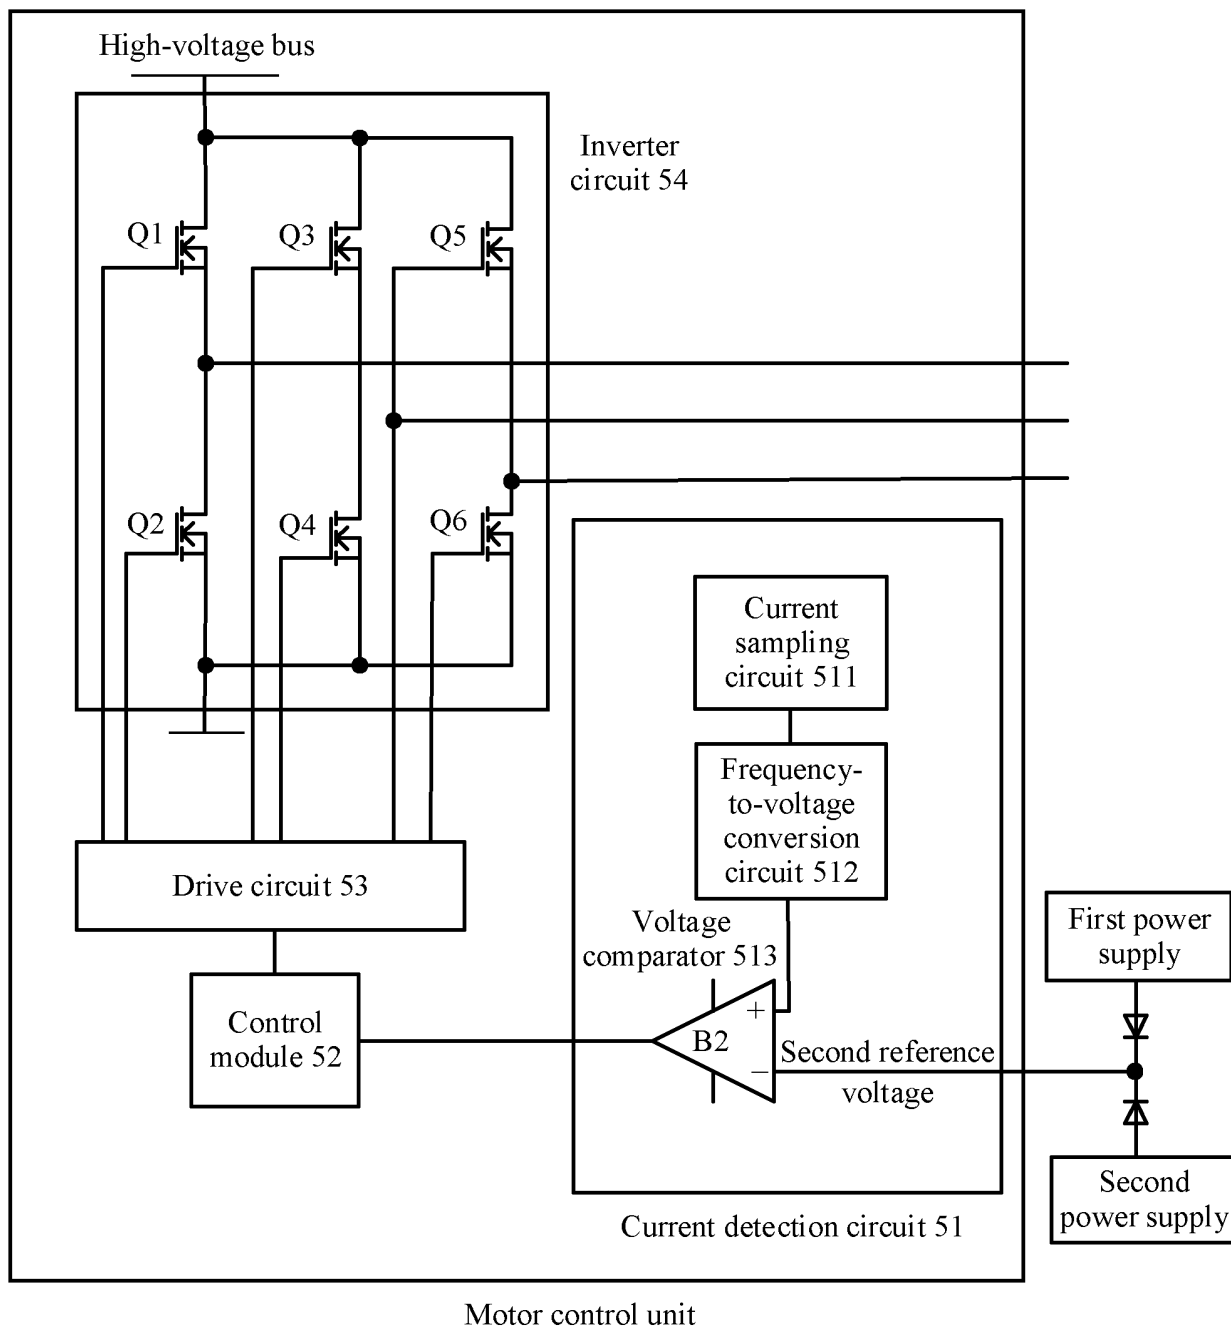 High-voltage bus
Inverter
circuit 54
Q1
Q3
Q5
Q2
Q4
Q6
Current
sampling
circuit 511
Frequency-
to-voltage
conversion
circuit 512
Drive circuit 53
Voltage
comparator 513
First power
supply
Control
module 52
+
B2
−
Second reference
voltage
Second
power supply
Current detection circuit 51
Motor control unit